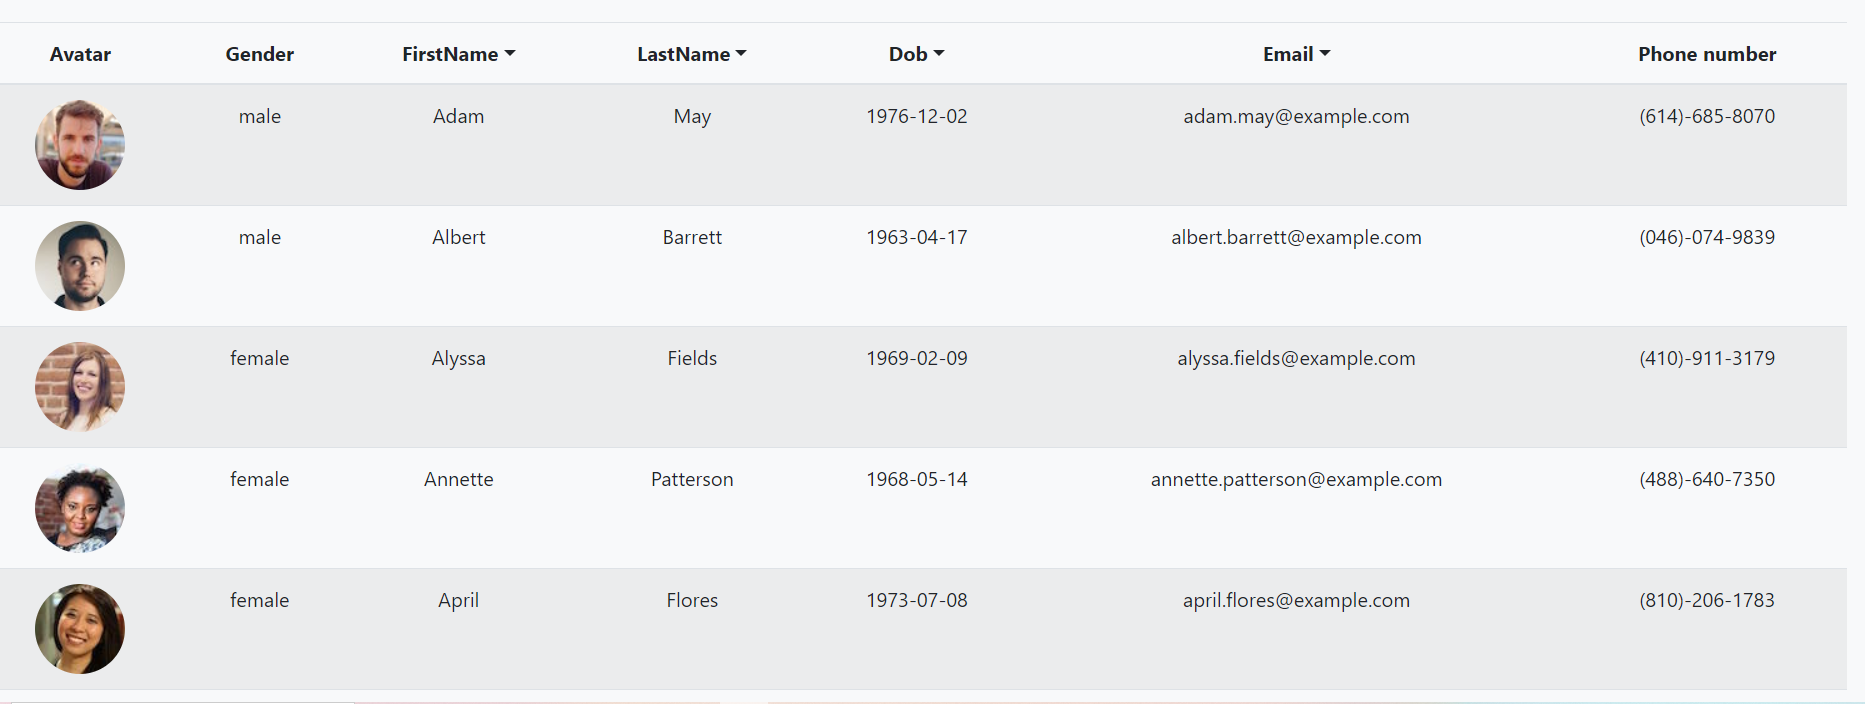 Avatar Gender FirstName LastName Dob Email Phone number
male Adam May 1976-12-02 adam.may@example.com (614)-685-8070
male Albert Barrett 1963-04-17 albert.barrett@example.com (046)-074-9839
female Alyssa Fields 1969-02-09 alyssa.fields@example.com (410)-911-3179
female Annette Patterson 1968-05-14 annette.patterson@example.com (488)-640-7350
female April Flores 1973-07-08 april.flores@example.com (810)-206-1783